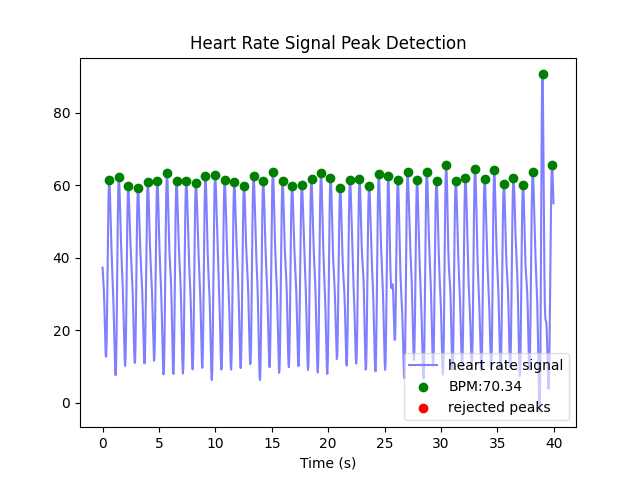 Heart Rate Signal Peak Detection
80
60
40
20
0
heart rate signal
BPM:70.34
rejected peaks
0 5 10 15 20 25 30 35 40
Time (s)